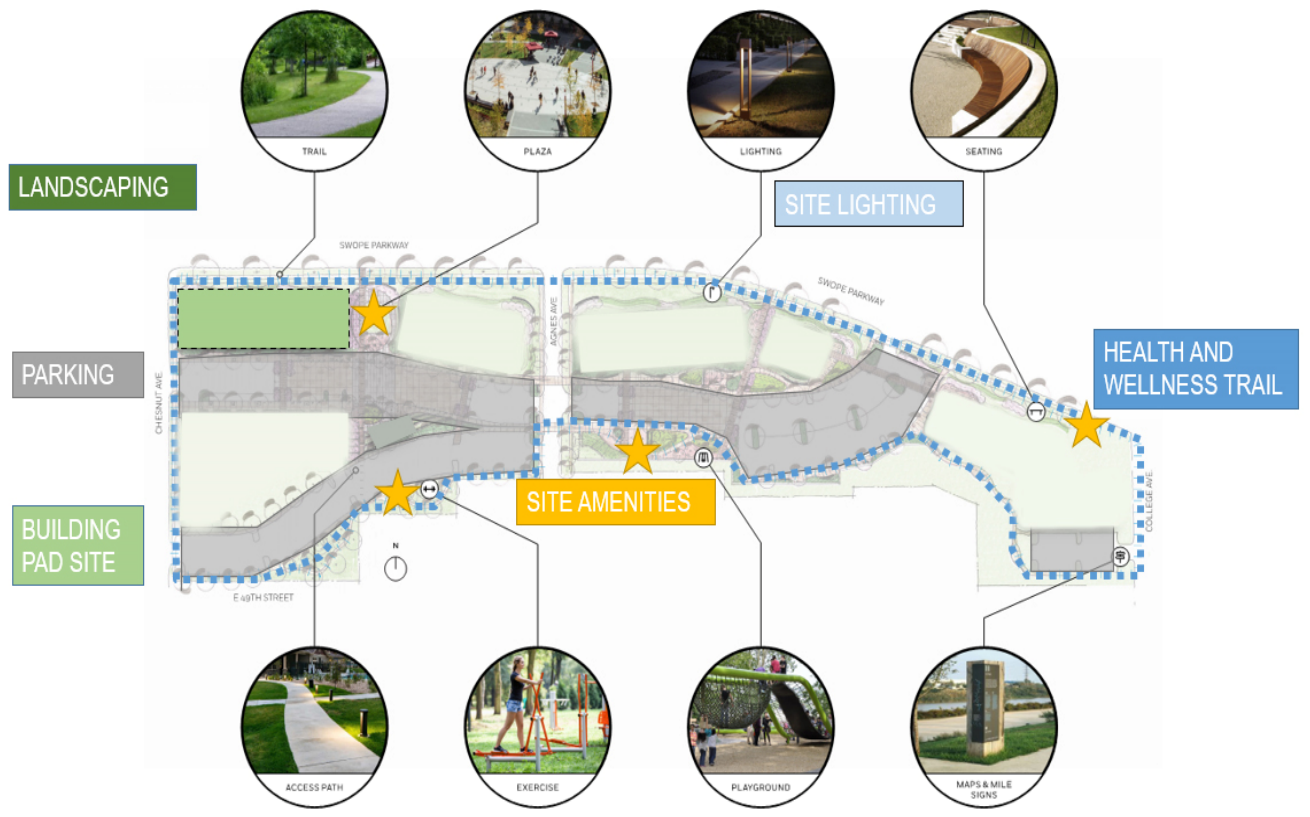 TRAIL
PLAZA
LIGHTING
SEATING
LANDSCAPING
SITE LIGHTING
SWOPE PARKWAY
SWOPE PARKWAY
AGNES AVE
HEALTH AND
WELLNESS TRAIL
PARKING
CHESNUT AVE.
SITE AMENITIES
COLLEGE AVE.
BUILDING
PAD SITE
N
E 49TH STREET
ACCESS PATH
EXERCISE
PLAYGROUND
MAPS & MILE
SIGNS